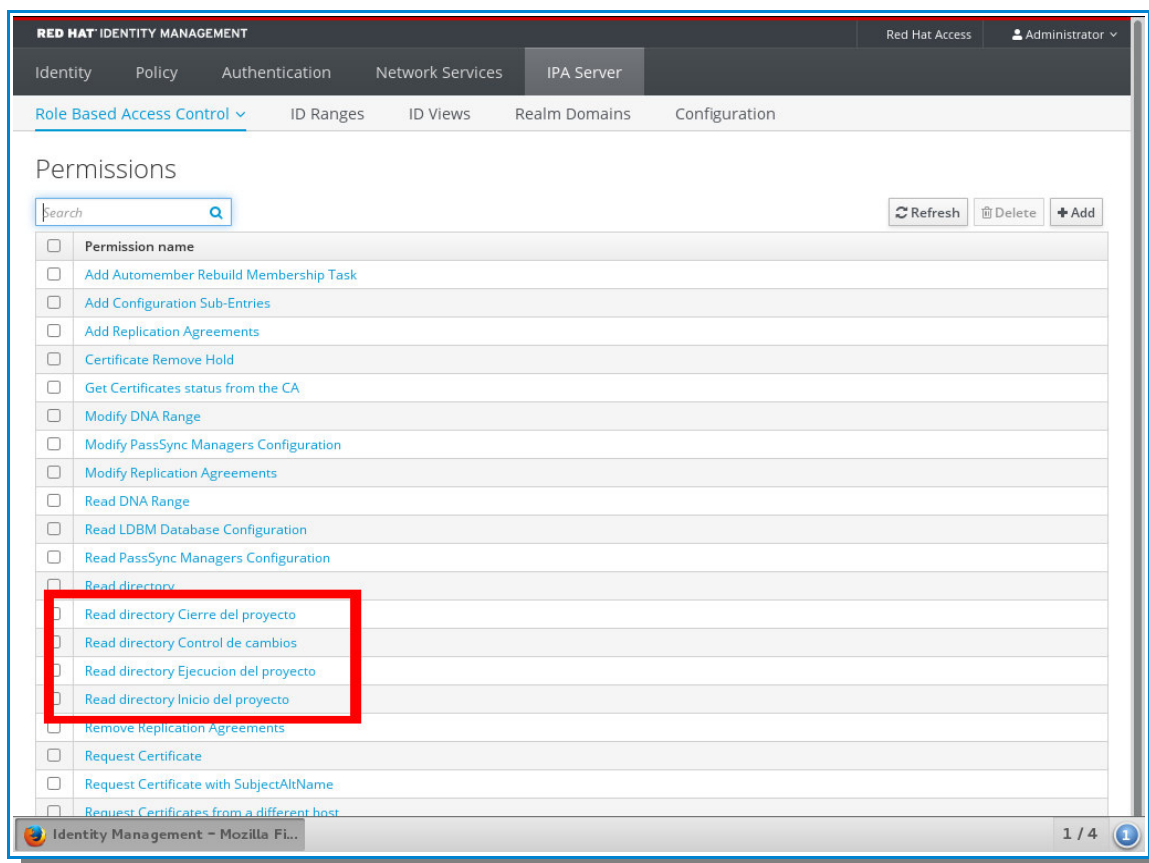 RED HAT IDENTITY MANAGEMENT Red Hat Access Administrator
Identity Policy Authentication Network Services IPA Server
Role Based Access Control ID Ranges ID Views Realm Domains Configuration
Permissions
Search Refresh Delete Add
Permission name
Add Automember Rebuild Membership Task
Add Configuration Sub-Entries
Add Replication Agreements
Certificate Remove Hold
Get Certificates status from the CA
Modify DNA Range
Modify PassSync Managers Configuration
Modify Replication Agreements
Read DNA Range
Read LDBM Database Configuration
Read PassSync Managers Configuration
Read directory
Read directory Cierre del proyecto
Read directory Control de cambios
Read directory Ejecucion del proyecto
Read directory Inicio del proyecto
Remove Replication Agreements
Request Certificate
Request Certificate with SubjectAltName
Request Certificates from a different host
Identity Management - Mozilla Fi... 1 / 4 1